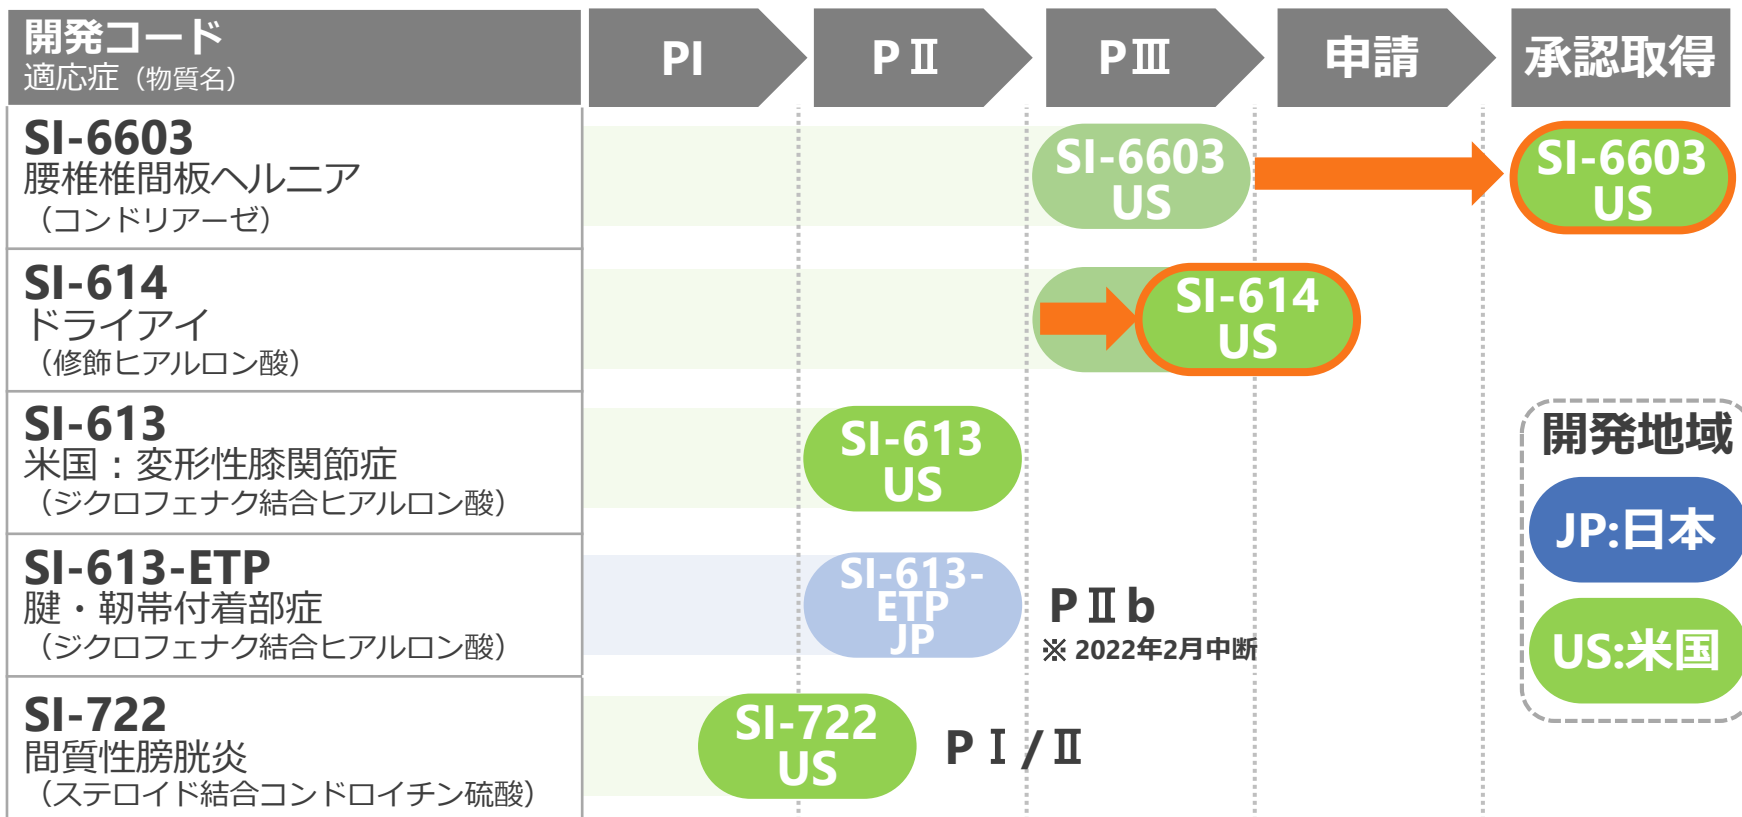 開発コード
適応症（物質名）
PⅠ
PⅡ
PⅢ
申請
承認取得
SI-6603
腰椎椎間板ヘルニア
（コンドリアーゼ）
SI-6603
US
SI-6603
US
SI-614
ドライアイ
（修飾ヒアルロン酸）
SI-614
US
SI-613
米国：変形性膝関節症
（ジクロフェナク結合ヒアルロン酸）
SI-613
US
SI-613-ETP
腱・靭帯付着部症
（ジクロフェナク結合ヒアルロン酸）
SI-613-
ETP
JP
PⅡb
※ 2022年2月中断
SI-722
間質性膀胱炎
（ステロイド結合コンドロイチン硫酸）
SI-722
US
PⅠ/Ⅱ
開発地域
JP:日本
US:米国